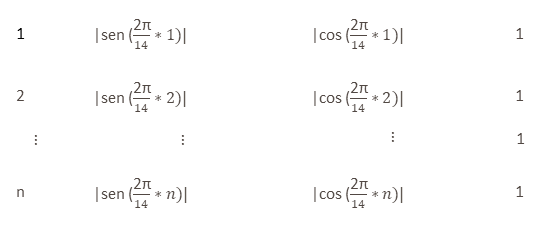 1 |sen (2π/14 * 1)| |cos (2π/14 * 1)| 1
2 |sen (2π/14 * 2)| |cos (2π/14 * 2)| 1
⋮ ⋮ ⋮ 1
n |sen (2π/14 * n)| |cos (2π/14 * n)| 1